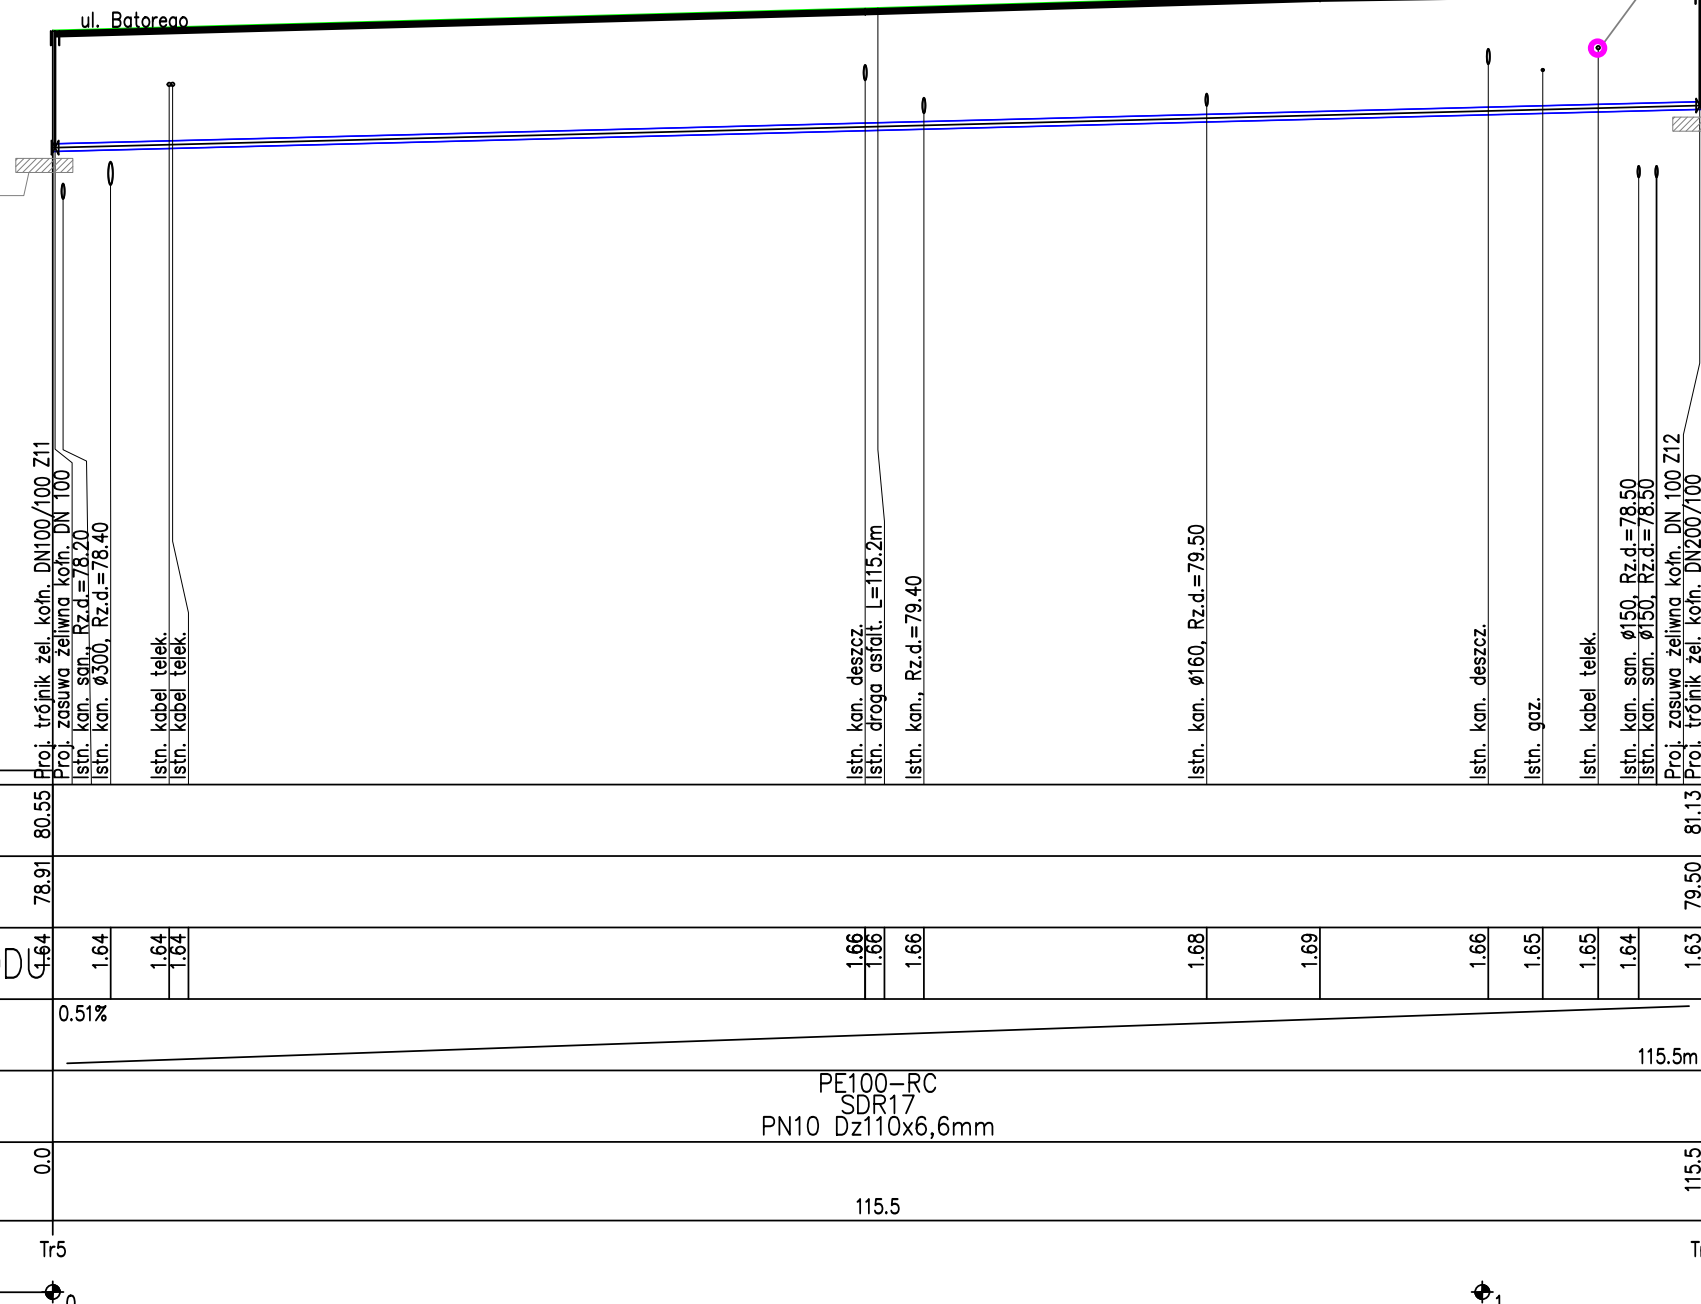 ul. Batorego
Proj. trójnik żel. kołn. DN100/100 Z11
Proj. zasuwa żeliwna kołn. DN 100
Istn. kan. san., Rz.d.=78.20
Istn. kan. ø300, Rz.d.=78.40
Istn. kabel telek.
Istn. kabel telek.
Istn. kan. deszcz.
Istn. droga asfalt. L=115.2m
Istn. kan., Rz.d.=79.40
Istn. kan. ø160, Rz.d.=79.50
Istn. kan. deszcz.
Istn. gaz.
Istn. kabel telek.
Istn. kan. san. ø150, Rz.d.=78.50
Istn. kan. san. ø150, Rz.d.=78.50
Proj. zasuwa żeliwna kołn. DN 100 Z12
Proj. trójnik żel. kołn. DN200/100
80.55
81.13
78.91
79.50
DU
1.64
1.64
1.64
1.64
1.66
1.66
1.66
1.68
1.69
1.66
1.65
1.65
1.64
1.63
0.51%
115.5m
PE100-RC
SDR17
PN10 Dz110x6,6mm
0.0
115.5
115.5
Tr5
0
1